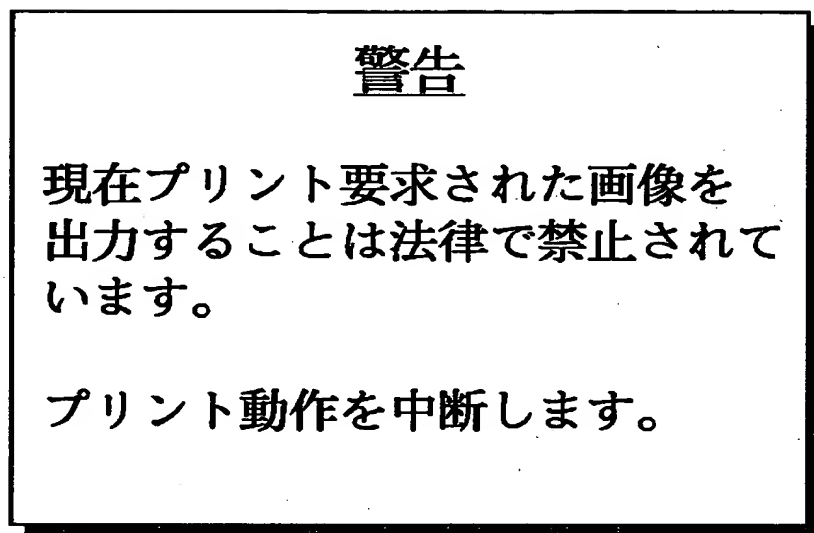 警告
現在プリント要求された画像を
出力することは法律で禁止されて
います。
プリント動作を中断します。